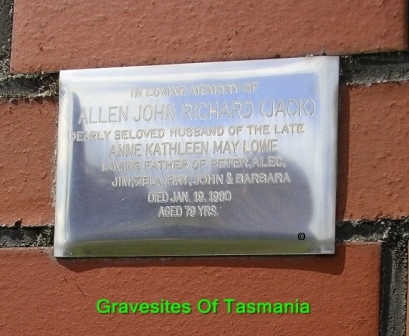 IN LOVING MEMORY OF
ALLEN JOHN RICHARD (JACK)
DEARLY BELOVED HUSBAND OF THE LATE
ANNE KATHLEEN MAY LOWE
LOVING FATHER OF PETER, ALEC,
JIM, ZELA, RAY, JOHN & BARBARA
DIED JAN. 19. 1990
AGED 79 YRS.
Gravesites Of Tasmania